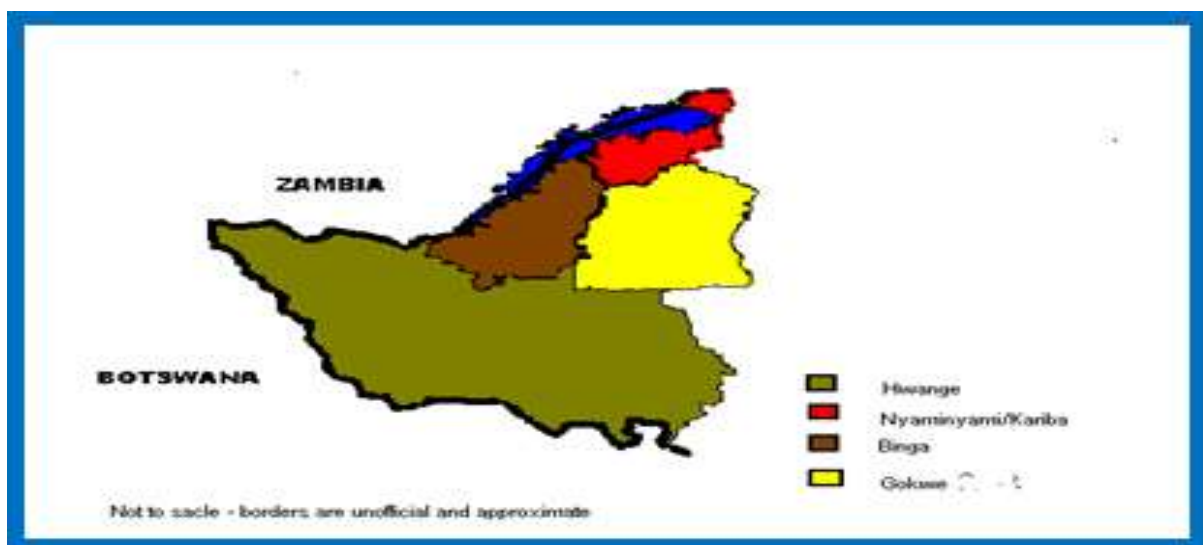 ZAMBIA
BOTSWANA
Hwange
Nyaminyami/Kariba
Binga
Gokwe
Not to sacle - borders are unofficial and approximate